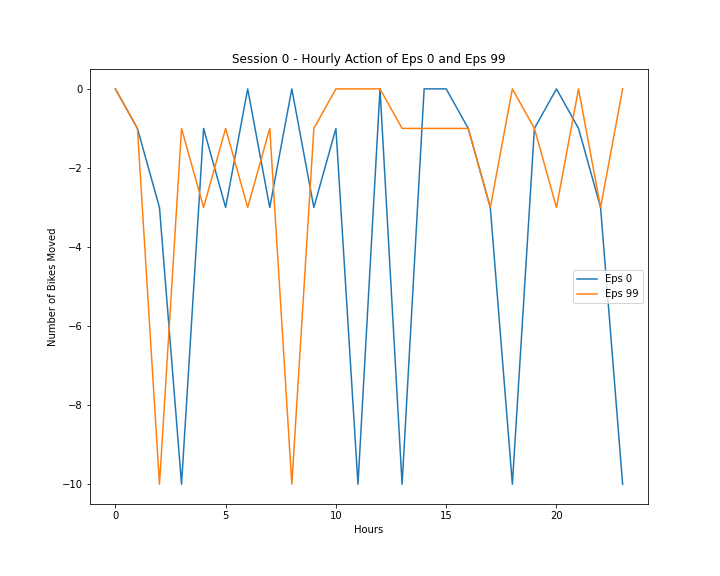 Session 0 - Hourly Action of Eps 0 and Eps 99
Number of Bikes Moved
0
−2
−4
−6
−8
−10
Eps 0
Eps 99
0
5
10
15
20
Hours